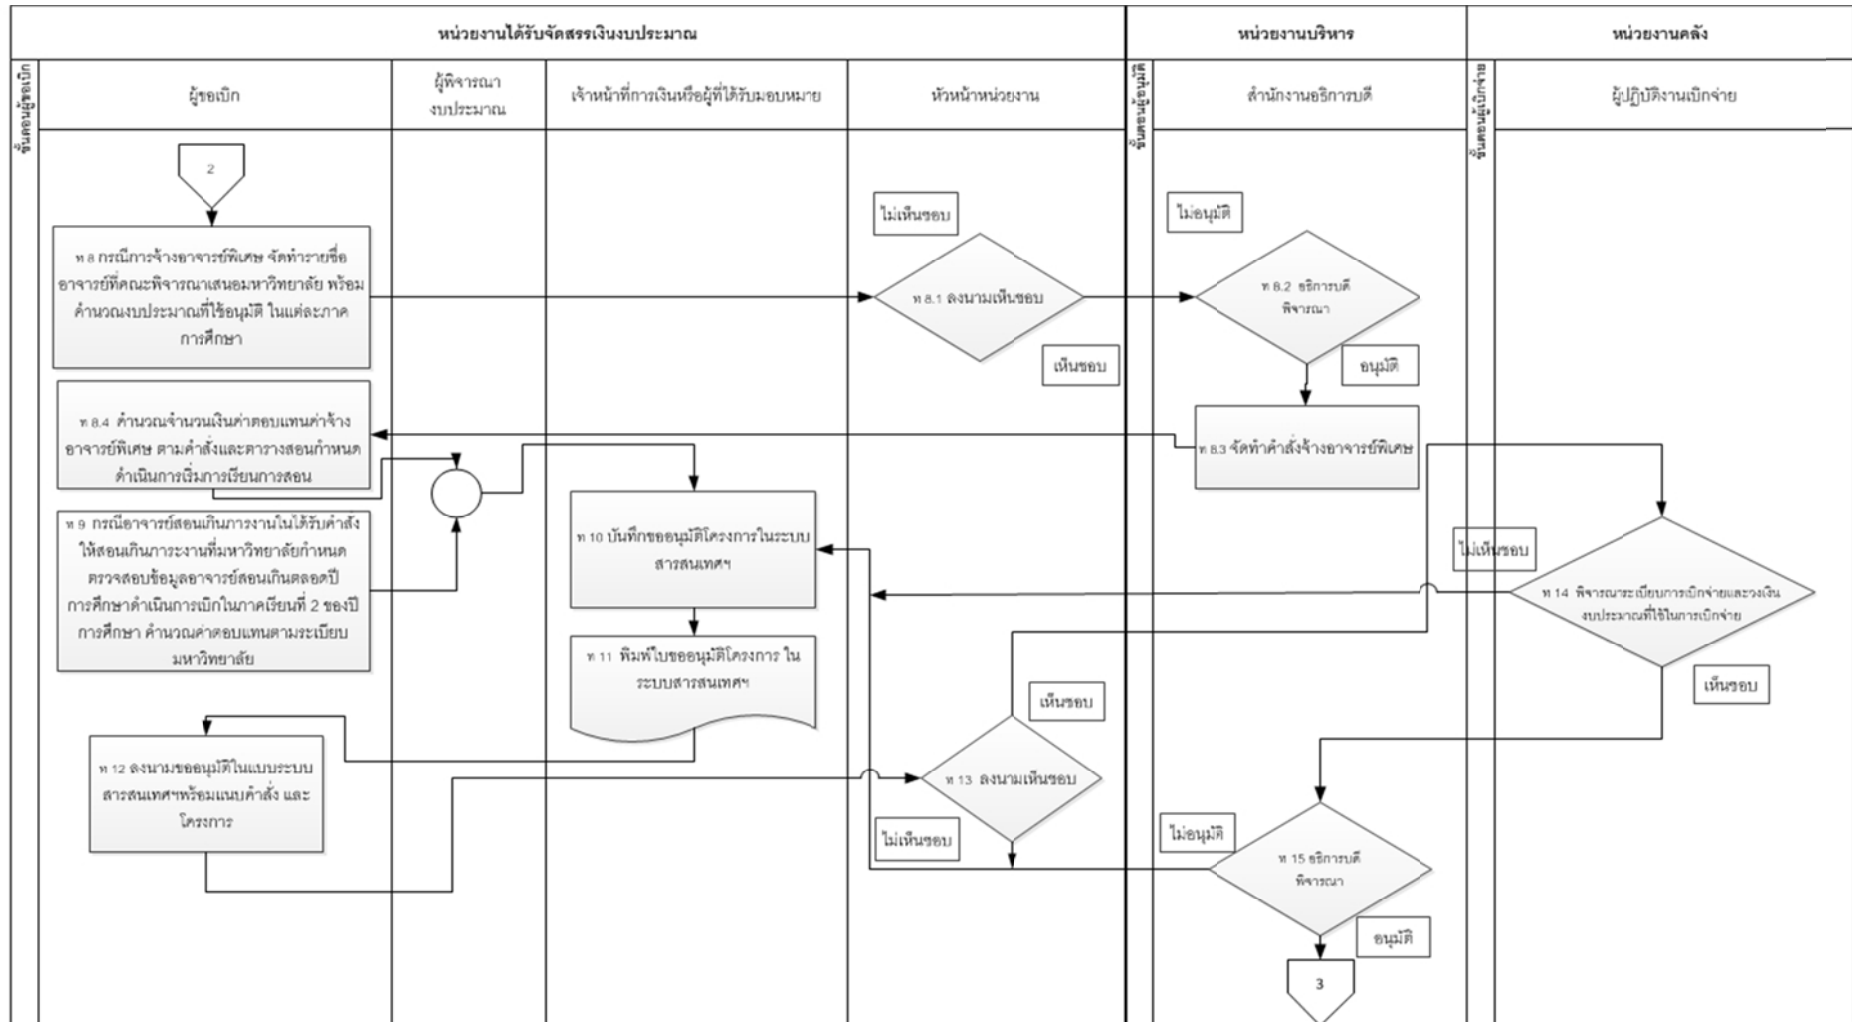 หน่วยงานได้รับจัดสรรเงินงบประมาณ
หน่วยงานบริหาร
หน่วยงานคลัง
ขั้นตอนผู้ขอเบิก
ผู้ขอเบิก
ผู้พิจารณา
งบประมาณ
เจ้าหน้าที่การเงินหรือผู้ที่ได้รับมอบหมาย
หัวหน้าหน่วยงาน
ขั้นตอนผู้อนุมัติ
สำนักงานอธิการบดี
ขั้นตอนผู้เบิกจ่าย
ผู้ปฏิบัติงานเบิกจ่าย
2
ท 8 กรณีการจ้างอาจารย์พิเศษ จัดทำรายชื่อ
อาจารย์ที่คณะพิจารณาเสนอมหาวิทยาลัย พร้อม
คำนวณงบประมาณที่ใช้อนุมัติ ในแต่ละภาค
การศึกษา
ไม่เห็นชอบ
ท 8.1 ลงนามเห็นชอบ
เห็นชอบ
ไม่อนุมัติ
ท 8.2 อธิการบดี
พิจารณา
อนุมัติ
ท 8.3 จัดทำคำสั่งจ้างอาจารย์พิเศษ
ท 8.4 คำนวณจำนวนเงินค่าตอบแทนค่าจ้าง
อาจารย์พิเศษ ตามคำสั่งและตารางสอนกำหนด
ดำเนินการเริ่มการเรียนการสอน
ท 9 กรณีอาจารย์สอนเกินภารงานในได้รับคำสั่ง
ให้สอนเกินภาระงานที่มหาวิทยาลัยกำหนด
ตรวจสอบข้อมูลอาจารย์สอนเกินตลอดปี
การศึกษาดำเนินการเบิกในภาคเรียนที่ 2 ของปี
การศึกษา คำนวณค่าตอบแทนตามระเบียบ
มหาวิทยาลัย
ท 10 บันทึกขออนุมัติโครงการในระบบ
สารสนเทศฯ
ท 11 พิมพ์ใบขออนุมัติโครงการ ใน
ระบบสารสนเทศฯ
ท 12 ลงนามขออนุมัติในแบบระบบ
สารสนเทศฯพร้อมแนบคำสั่ง และ
โครงการ
เห็นชอบ
ท 13 ลงนามเห็นชอบ
ไม่เห็นชอบ
ไม่เห็นชอบ
ท 14 พิจารณาระเบียบการเบิกจ่ายและวงเงิน
งบประมาณที่ใช้ในการเบิกจ่าย
เห็นชอบ
ไม่อนุมัติ
ท 15 อธิการบดี
พิจารณา
อนุมัติ
3